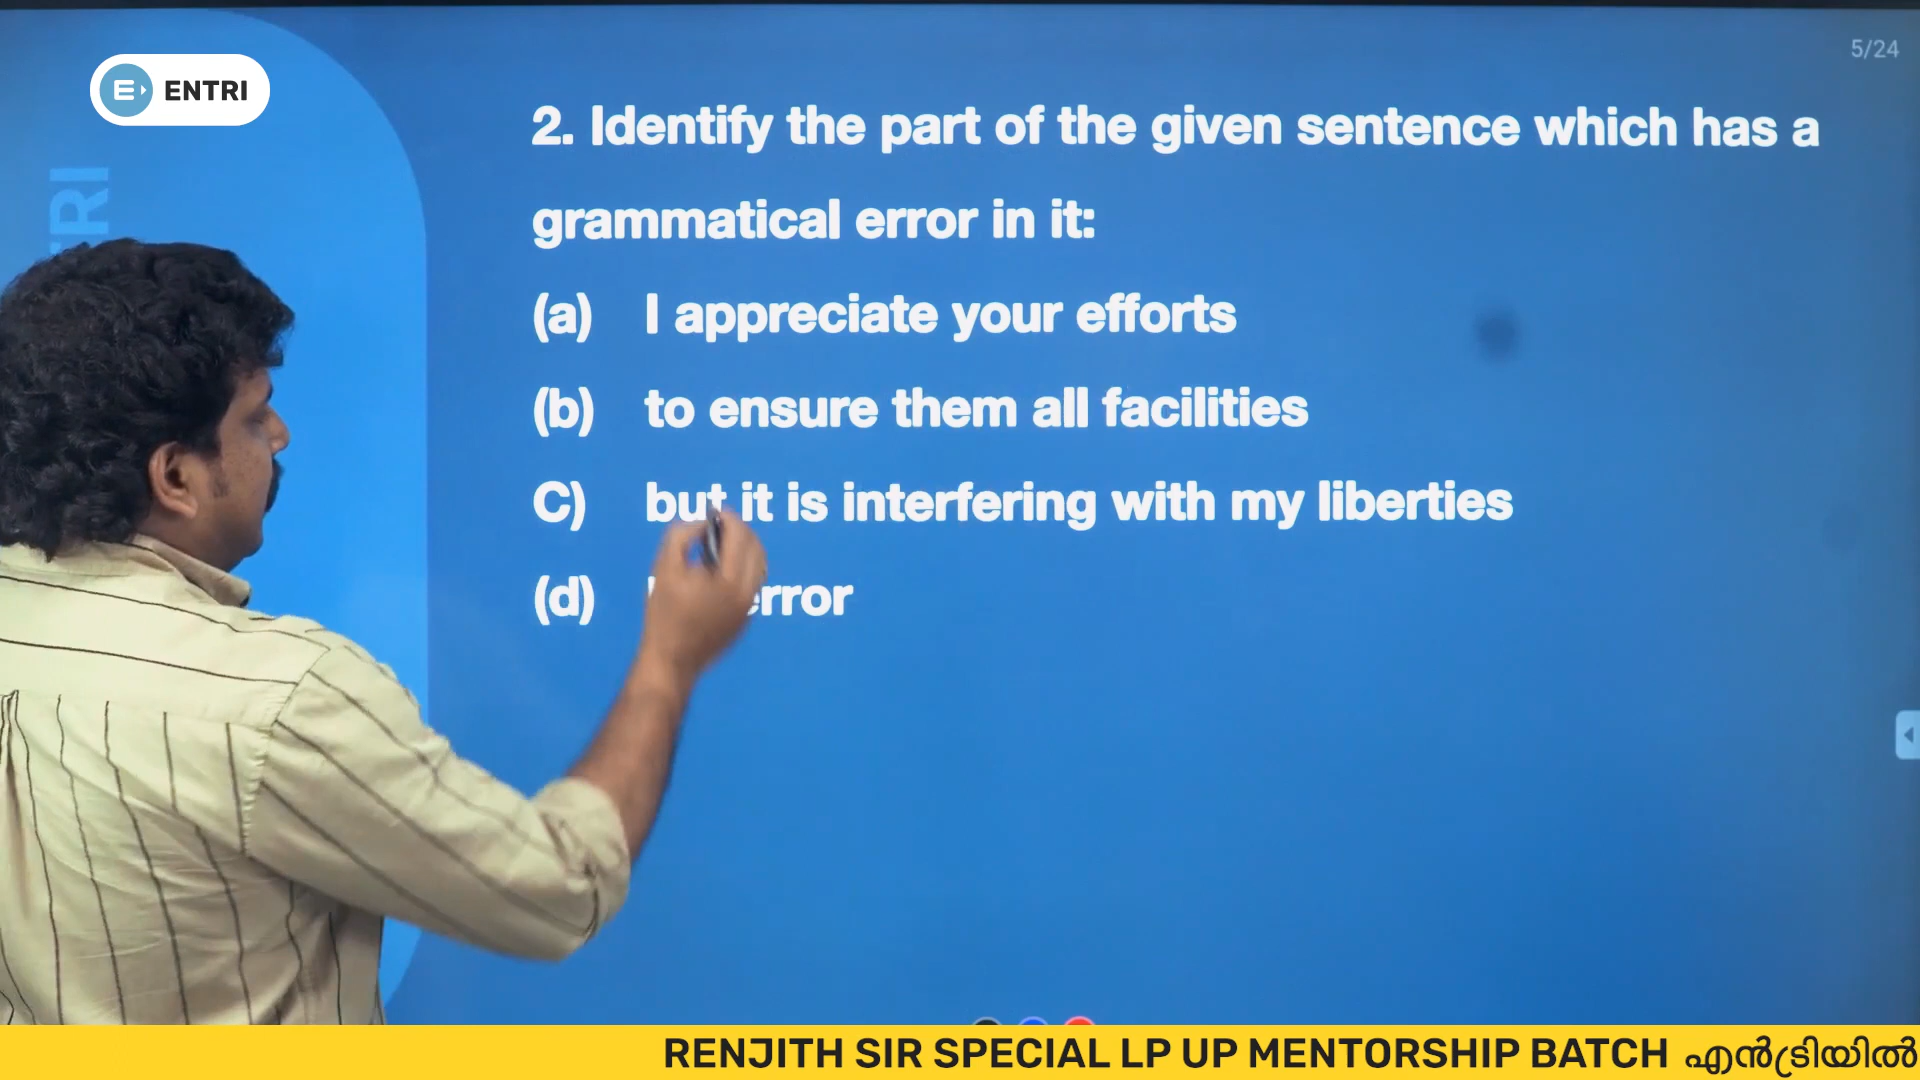 5/24
ENTRI
2. Identify the part of the given sentence which has a
grammatical error in it:
(a) I appreciate your efforts
(b) to ensure them all facilities
C) but it is interfering with my liberties
(d) error
RENJITH SIR SPECIAL LP UP MENTORSHIP BATCH എൻട്രിയിൽ